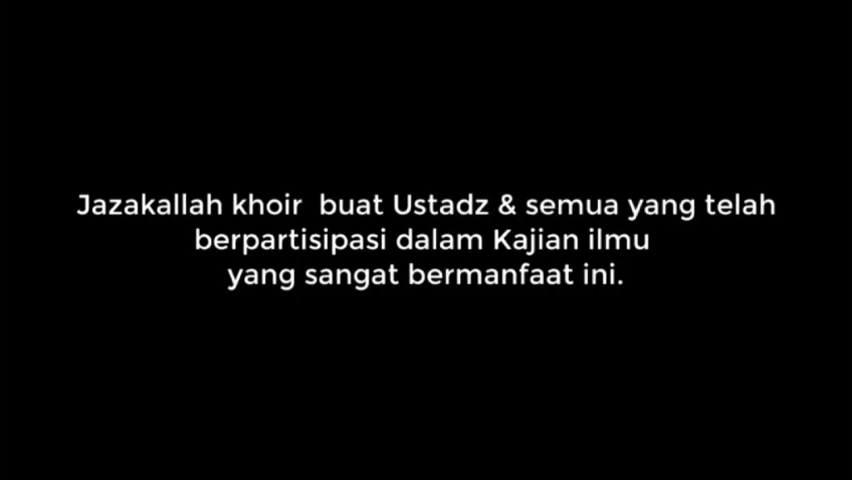 Jazakallah khoir  buat Ustadz & semua yang telah
berpartisipasi dalam Kajian ilmu
yang sangat bermanfaat ini.